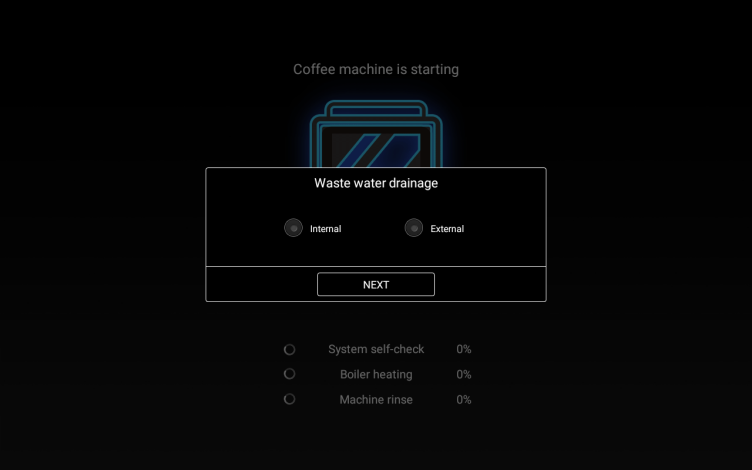 Coffee machine is starting
Waste water drainage
Internal External
NEXT
System self-check 0%
Boiler heating 0%
Machine rinse 0%